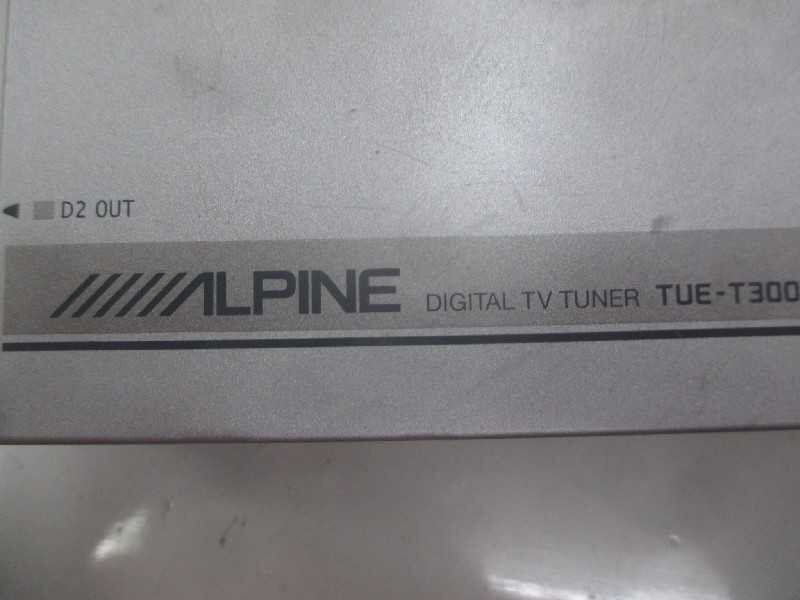 D2 OUT
ALPINE DIGITAL TV TUNER TUE-T300